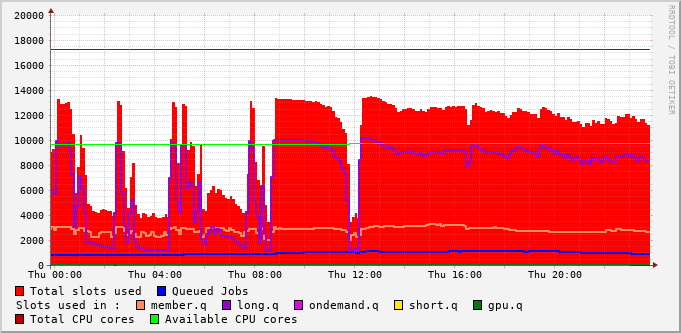 20000
18000
16000
14000
12000
10000
8000
6000
4000
2000
0
Thu 00:00 Thu 04:00 Thu 08:00 Thu 12:00 Thu 16:00 Thu 20:00
RRDTOOL / TOBI OETIKER
Total slots used Queued Jobs
Slots used in : member.q long.q ondemand.q short.q gpu.q
Total CPU cores Available CPU cores